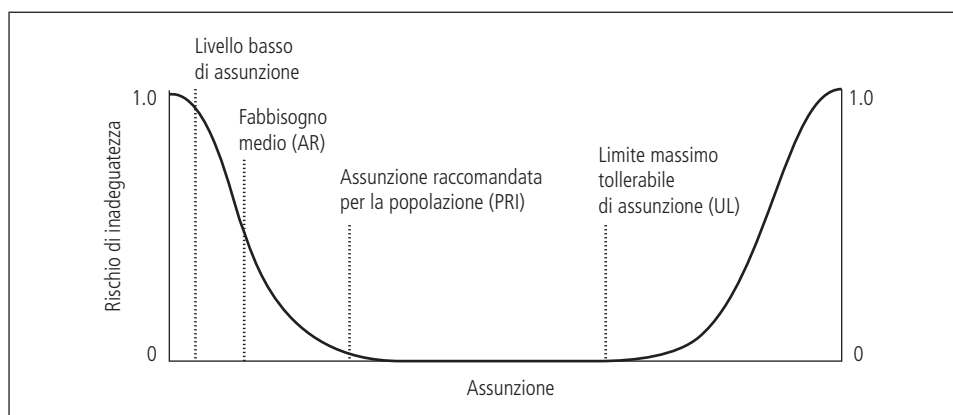 Livello basso
di assunzione
1.0
Fabbisogno
medio (AR)
Assunzione raccomandata
per la popolazione (PRI)
Limite massimo
tollerabile
di assunzione (UL)
1.0
Rischio di inadeguatezza
0
0
Assunzione